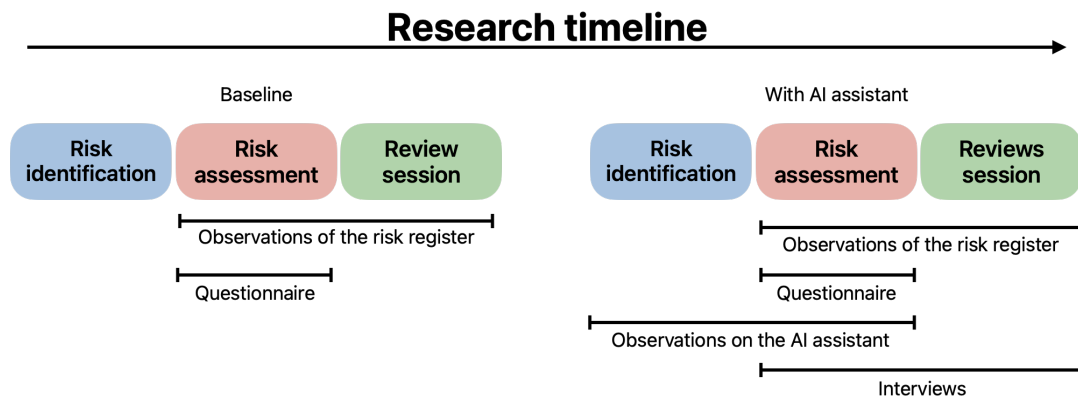 Research timeline
Baseline
With AI assistant
Risk
identification
Risk
assessment
Review
session
Risk
identification
Risk
assessment
Reviews
session
Observations of the risk register
Questionnaire
Observations of the risk register
Questionnaire
Observations on the AI assistant
Interviews